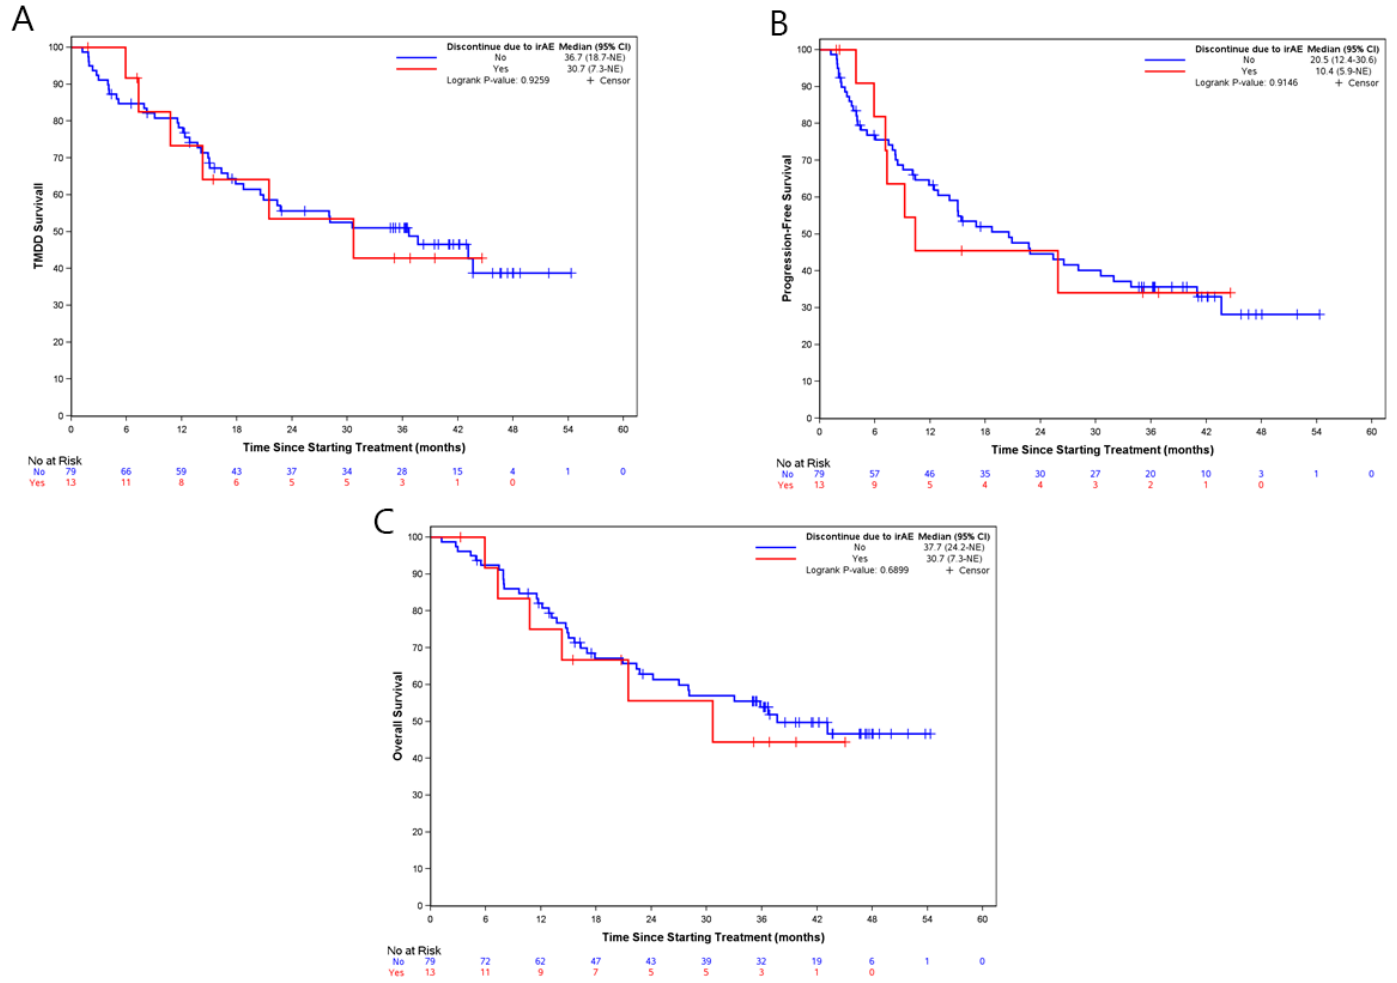 A
Discontinue due to irAE Median (95% CI)
No 36.7 (18.7-NE)
Yes 30.7 (7.3-NE)
Logrank P-value: 0.9259 + Censor
TMDD Survivall
100
90
80
70
60
50
40
30
20
10
0
0 6 12 18 24 30 36 42 48 54 60
Time Since Starting Treatment (months)
No at Risk
No 79 66 59 43 37 34 28 15 4 1 0
Yes 13 11 8 6 5 5 3 1 0
B
Discontinue due to irAE Median (95% CI)
No 20.5 (12.4-30.6)
Yes 10.4 (5.9-NE)
Logrank P-value: 0.9146 + Censor
Progression-Free Survival
100
90
80
70
60
50
40
30
20
10
0
0 6 12 18 24 30 36 42 48 54 60
Time Since Starting Treatment (months)
No at Risk
No 79 57 46 35 30 27 20 10 3 1 0
Yes 13 9 5 4 4 3 2 1 0
C
Discontinue due to irAE Median (95% CI)
No 37.7 (24.2-NE)
Yes 30.7 (7.3-NE)
Logrank P-value: 0.6899 + Censor
Overall Survival
100
90
80
70
60
50
40
30
20
10
0
0 6 12 18 24 30 36 42 48 54 60
Time Since Starting Treatment (months)
No at Risk
No 79 72 62 47 43 39 32 19 6 1 0
Yes 13 11 9 7 5 5 3 1 0